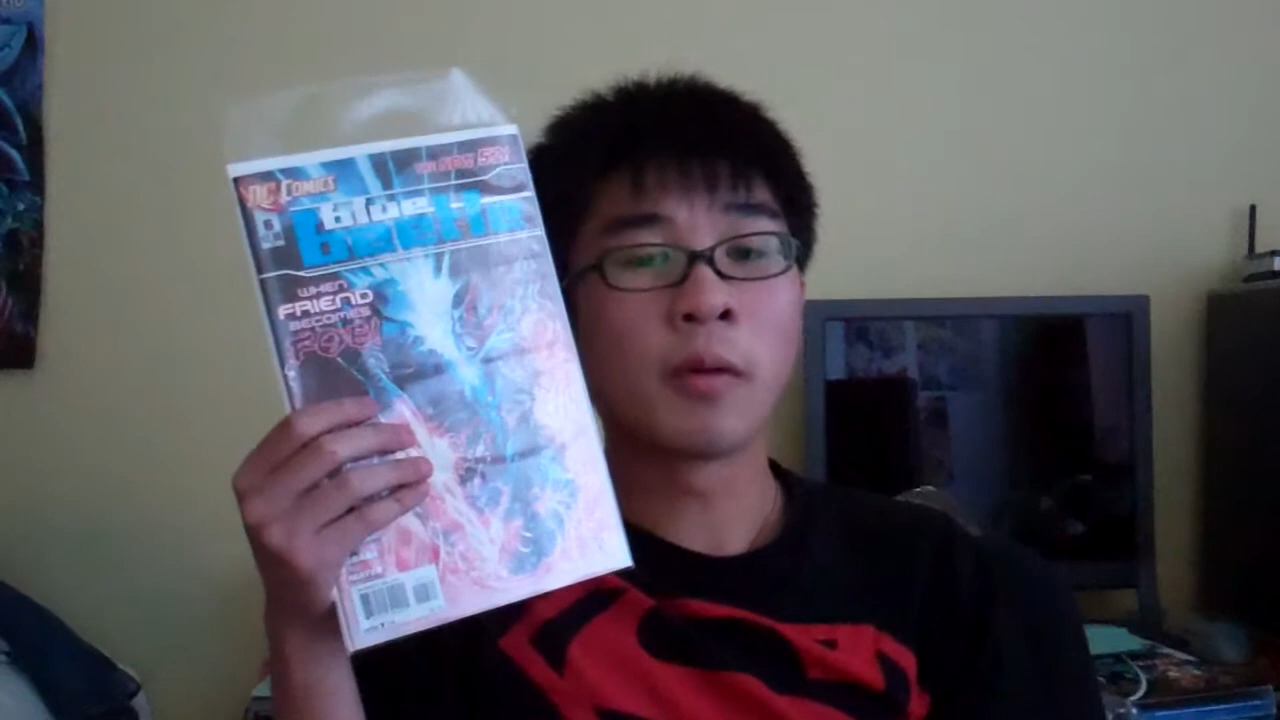 DC COMICS
THE NEW 52!
blue
beetle
WHEN
FRIEND
BECOMES
FOE!